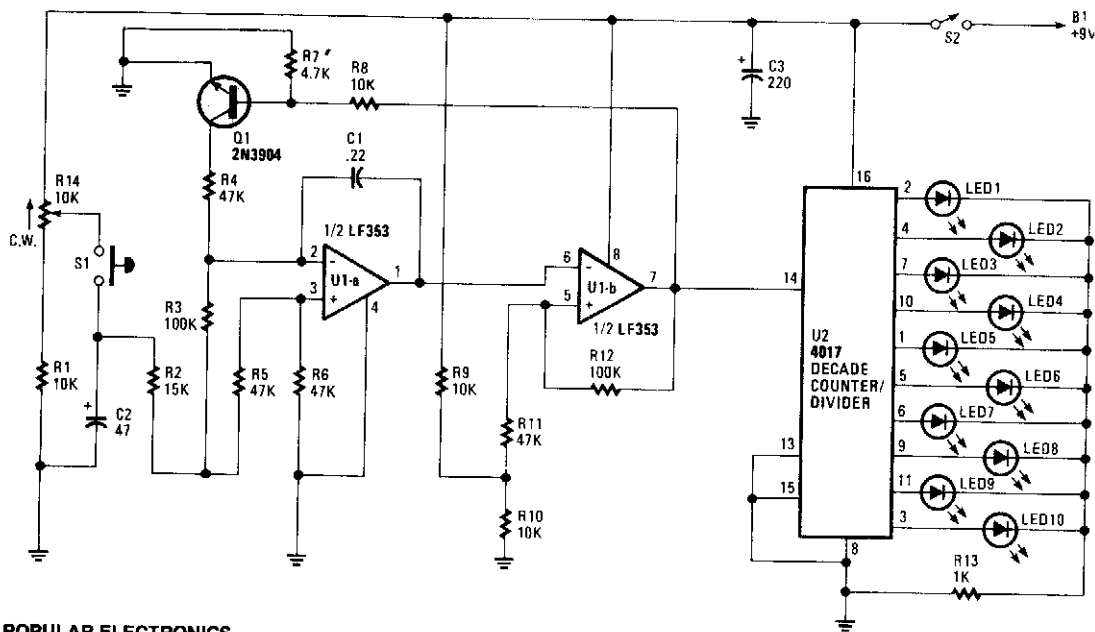 B1
+9v
S2
R7
4.7K
R8
10K
C3
220
+
Q1
2N3904
C1
.22
R14
10K
C.W.
S1
R4
47K
1/2 LF353
2
-
U1-a
1
3
+
4
8
6
-
U1-b
7
5
+
1/2 LF353
R12
100K
R3
100K
R1
10K
+
C2
47
R2
15K
R5
47K
R6
47K
R9
10K
R11
47K
R10
10K
16
14
U2
4017
DECADE
COUNTER/
DIVIDER
13
15
8
2
LED1
4
LED2
7
LED3
10
LED4
1
LED5
5
LED6
6
LED7
9
LED8
11
LED9
3
LED10
R13
1K
POPULAR ELECTRONICS